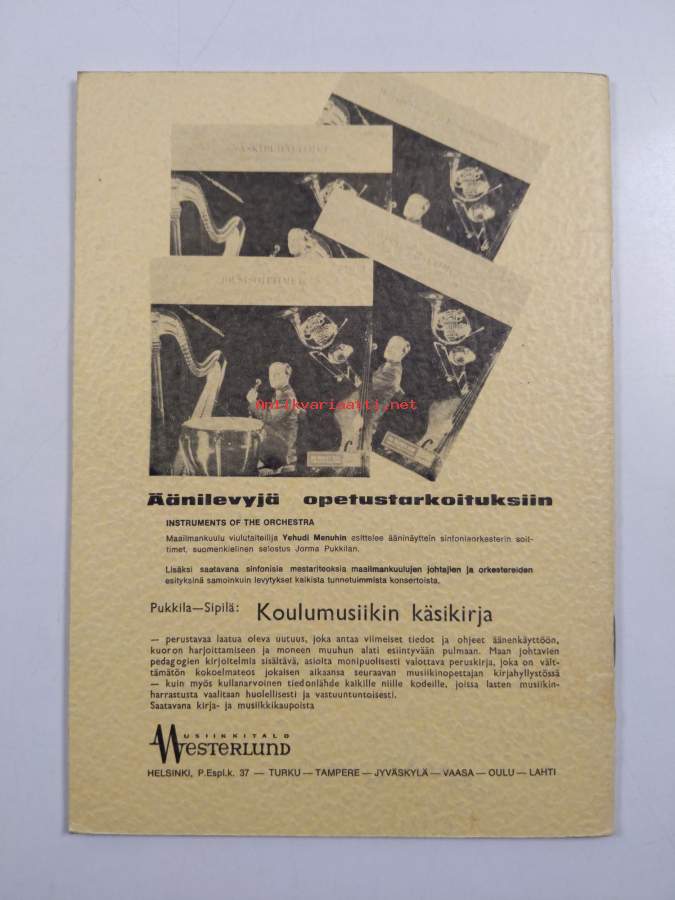 JOUSISOITTIMET
Antikvariaatti.net
Äänilevyjä opetustarkoituksiin
INSTRUMENTS OF THE ORCHESTRA
Maailmankuulu viulutaiteilija Yehudi Menuhin esittelee ääninäyttein sinfoniaorkesterin soit-
timet, suomenkielinen selostus Jorma Pukkilan.
Lisäksi saatavana sinfonisia mestariteoksia maailmankuulujen johtajien ja orkestereiden
esityksinä samoinkuin levytykset kaikista tunnetuimmista konsertoista.
Pukkila—Sipilä: Koulumusiikin käsikirja
— perustavaa laatua oleva uutuus, joka antaa viimeiset tiedot ja ohjeet äänenkäyttöön,
kuoron harjoittamiseen ja moneen muuhun alati esiintyvään pulmaan. Maan johtavien
pedagogien kirjoitelmia sisältävä, asioita monipuolisesti valottava peruskirja, joka on vält-
tämätön kokoelmateos jokaisen aikaansa seuraavan musiikinopettajan kirjahyllystössä
— kuin myös kullanarvoinen tiedonlähde kaikille niille kodeille, joissa lasten musiikin-
harrastusta vaalitaan huolellisesti ja vastuuntuntoisesti.
Saatavana kirja- ja musiikkikaupoista
MUSIIKKITALO
WESTERLUND
HELSINKI, P.Espl.k. 37 — TURKU — TAMPERE — JYVÄSKYLÄ — VAASA — OULU — LAHTI